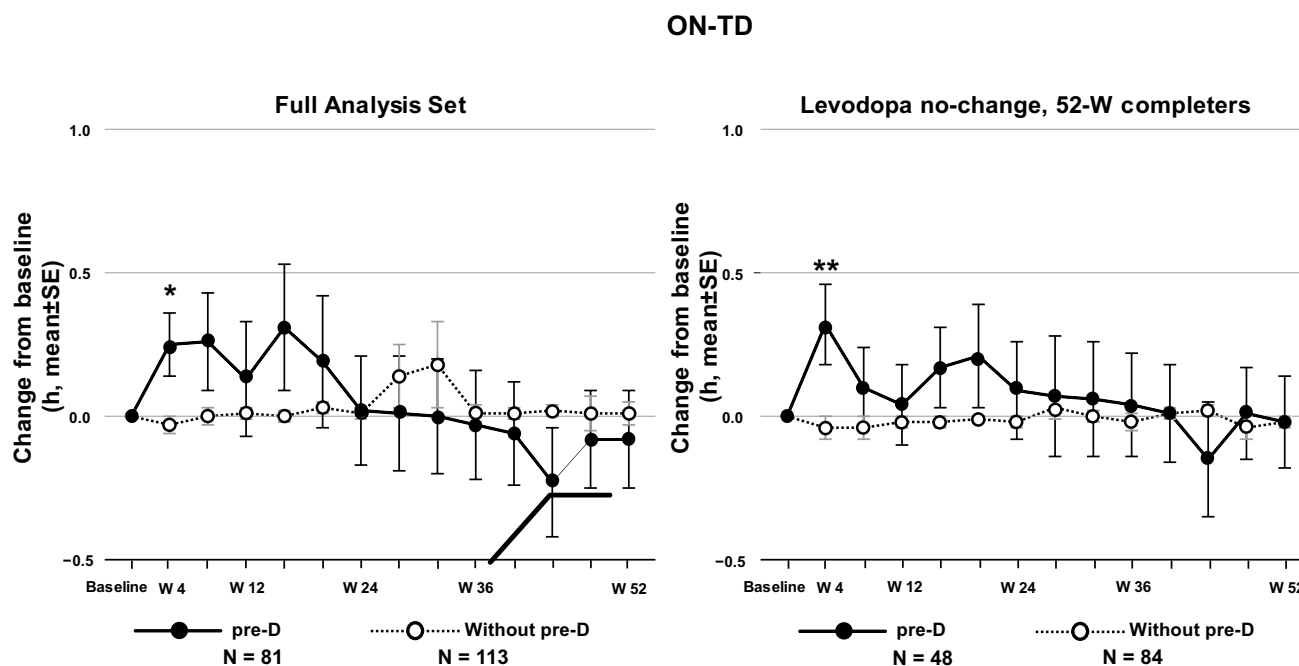 ON-TD
Full Analysis Set
Change from baseline
(h, mean±SE)
1.0
0.5
0.0
−0.5
*
Baseline W 4 W 12 W 24 W 36 W 52
pre-D Without pre-D
N = 81 N = 113
Levodopa no-change, 52-W completers
Change from baseline
(h, mean±SE)
1.0
0.5
0.0
−0.5
**
Baseline W 4 W 12 W 24 W 36 W 52
pre-D Without pre-D
N = 48 N = 84